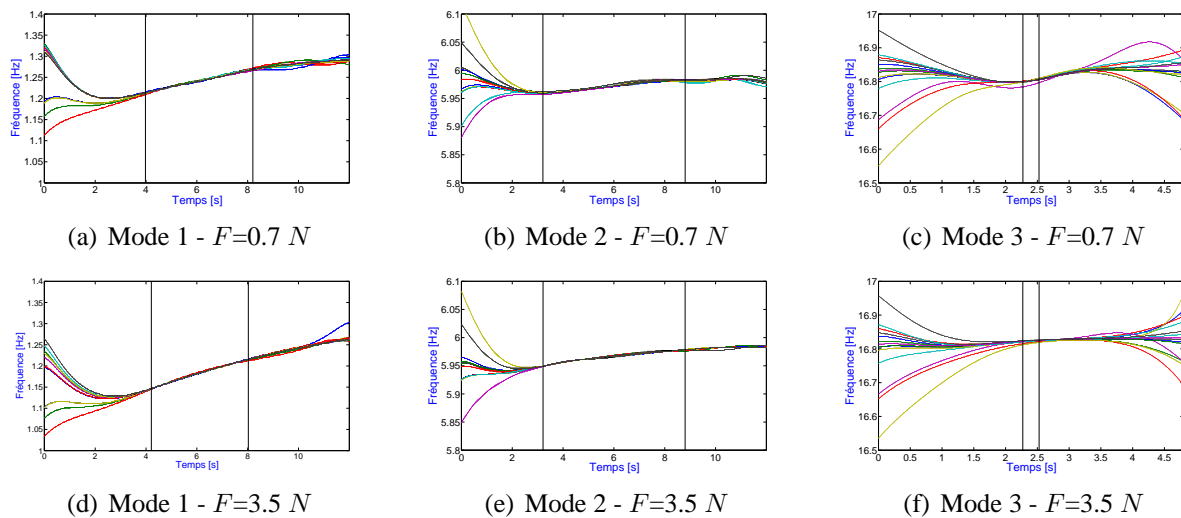 1.4
1.35
1.3
1.25
1.2
1.15
1.1
1.05
1
Fréquence [Hz]
0 2 4 6 8 10
Temps [s]
(a) Mode 1 - F=0.7 N
6.1
6.05
6
5.95
5.9
5.85
5.8
Fréquence [Hz]
0 2 4 6 8 10
Temps [s]
(b) Mode 2 - F=0.7 N
17
16.9
16.8
16.7
16.6
16.5
Fréquence [Hz]
0 0.5 1 1.5 2 2.5 3 3.5 4 4.5
Temps [s]
(c) Mode 3 - F=0.7 N
1.4
1.35
1.3
1.25
1.2
1.15
1.1
1.05
1
Fréquence [Hz]
0 2 4 6 8 10
Temps [s]
(d) Mode 1 - F=3.5 N
6.1
6.05
6
5.95
5.9
5.85
5.8
Fréquence [Hz]
0 2 4 6 8 10
Temps [s]
(e) Mode 2 - F=3.5 N
17
16.9
16.8
16.7
16.6
16.5
Fréquence [Hz]
0 0.5 1 1.5 2 2.5 3 3.5 4 4.5
Temps [s]
(f) Mode 3 - F=3.5 N